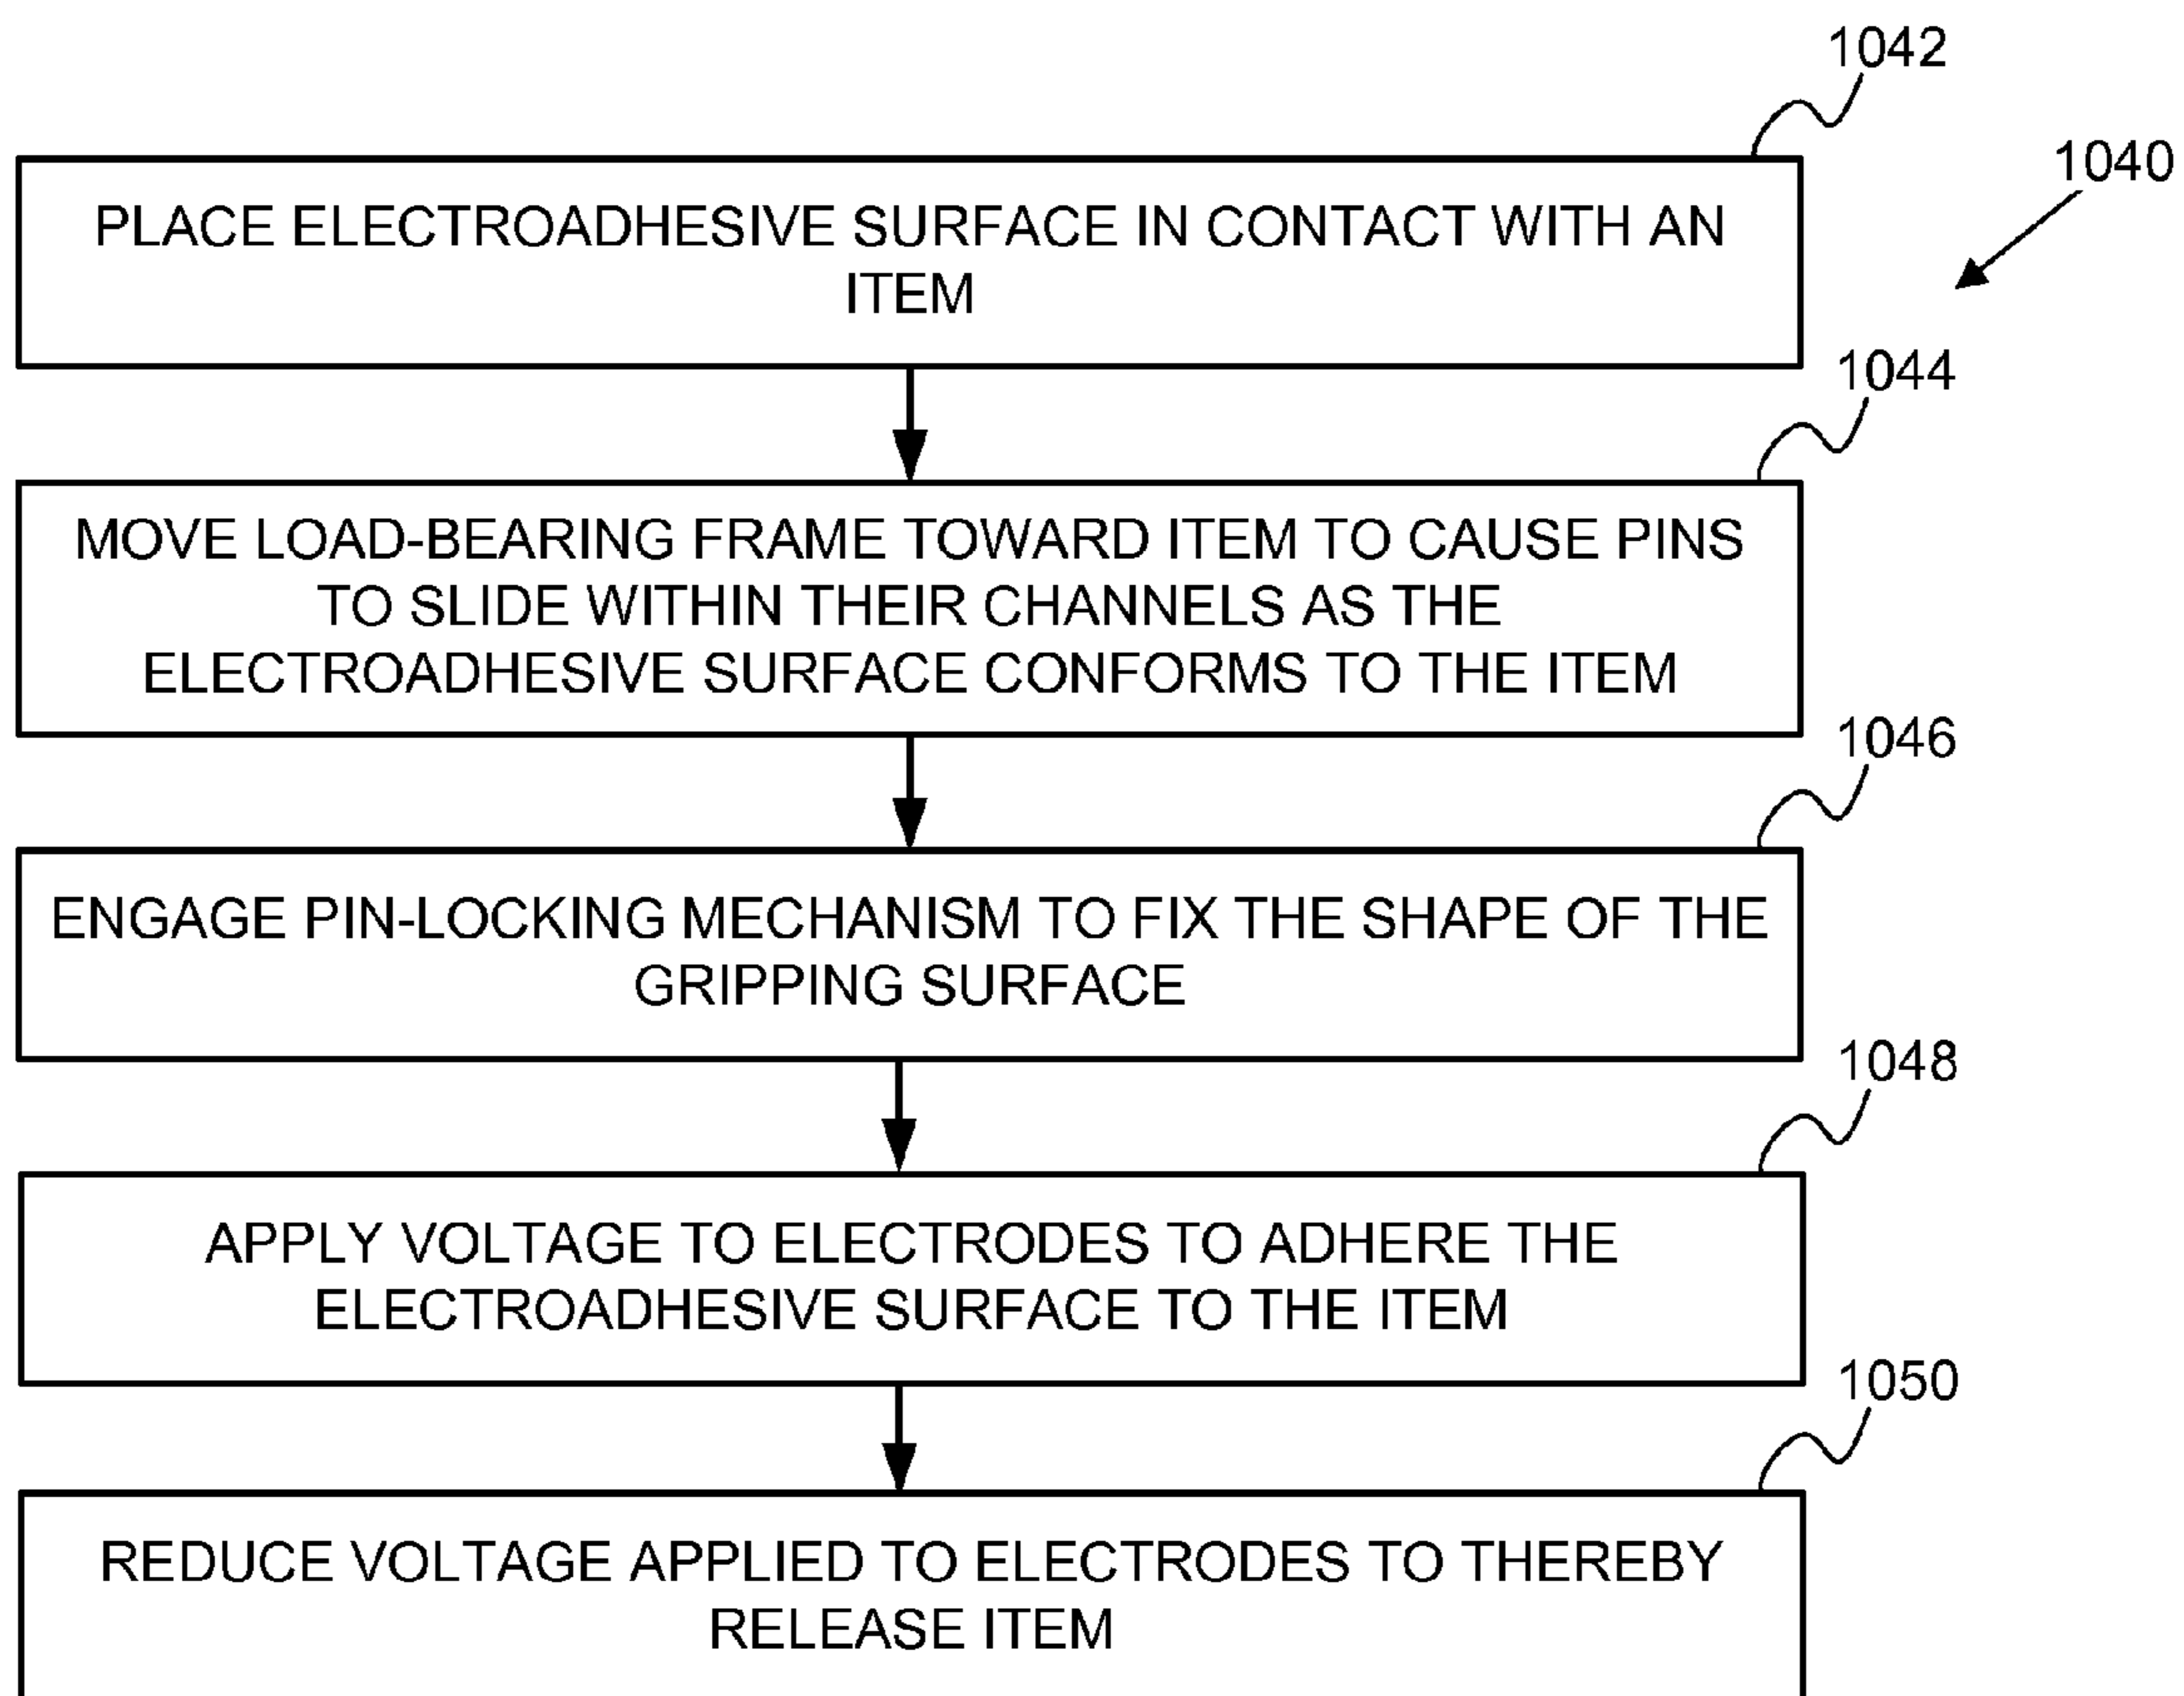 1042
1040
PLACE ELECTROADHESIVE SURFACE IN CONTACT WITH AN
ITEM
1044
MOVE LOAD-BEARING FRAME TOWARD ITEM TO CAUSE PINS
TO SLIDE WITHIN THEIR CHANNELS AS THE
ELECTROADHESIVE SURFACE CONFORMS TO THE ITEM
1046
ENGAGE PIN-LOCKING MECHANISM TO FIX THE SHAPE OF THE
GRIPPING SURFACE
1048
APPLY VOLTAGE TO ELECTRODES TO ADHERE THE
ELECTROADHESIVE SURFACE TO THE ITEM
1050
REDUCE VOLTAGE APPLIED TO ELECTRODES TO THEREBY
RELEASE ITEM